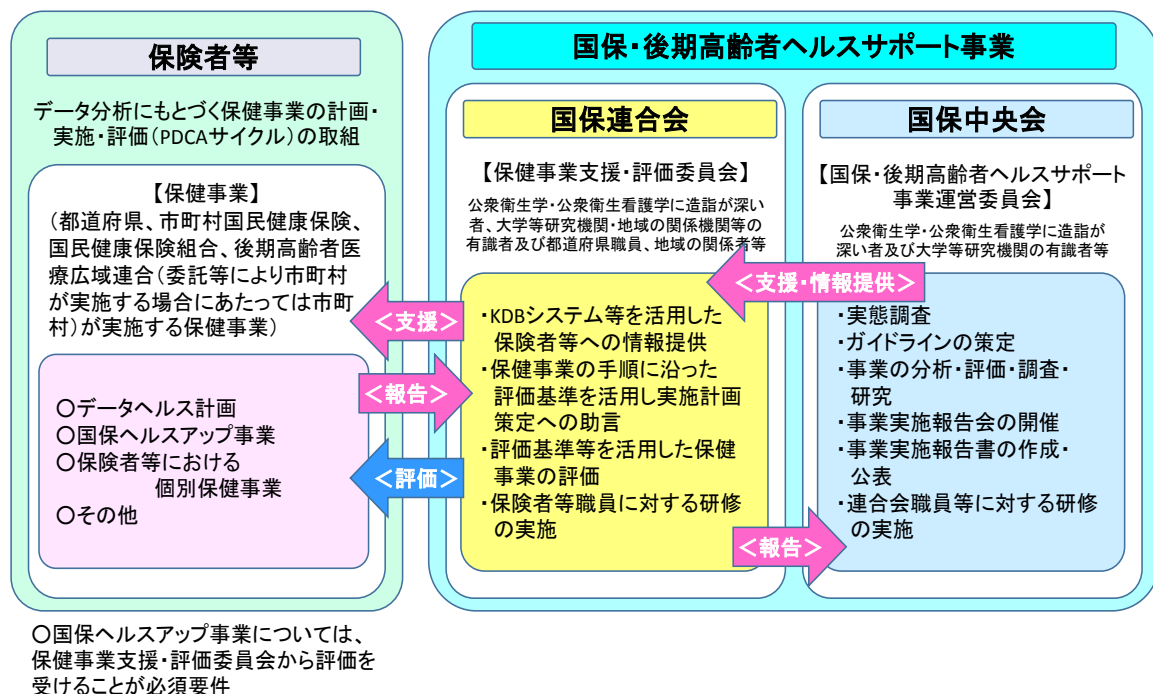 保険者等
データ分析にもとづく保健事業の計画・
実施・評価(PDCAサイクル)の取組
【保健事業】
(都道府県、市町村国民健康保険、
国民健康保険組合、後期高齢者医
療広域連合(委託等により市町村
が実施する場合にあたっては市町
村)が実施する保健事業)
○データヘルス計画
○国保ヘルスアップ事業
○保険者等における
個別保健事業
○その他
○国保ヘルスアップ事業については、
保健事業支援・評価委員会から評価を
受けることが必須要件
<支援>
<報告>
<評価>
国保・後期高齢者ヘルスサポート事業
国保連合会
【保健事業支援・評価委員会】
公衆衛生学・公衆衛生看護学に造詣が深い
者、大学等研究機関・地域の関係機関等の
有識者及び都道府県職員、地域の関係者等
・KDBシステム等を活用した
保険者等への情報提供
・保健事業の手順に沿った
評価基準を活用し実施計画
策定への助言
・評価基準等を活用した保健
事業の評価
・保険者等職員に対する研修
の実施
<支援・情報提供>
<報告>
国保中央会
【国保・後期高齢者ヘルスサポート
事業運営委員会】
公衆衛生学・公衆衛生看護学に造詣が
深い者及び大学等研究機関の有識者等
・実態調査
・ガイドラインの策定
・事業の分析・評価・調査・
研究
・事業実施報告会の開催
・事業実施報告書の作成・
公表
・連合会職員等に対する研修
の実施